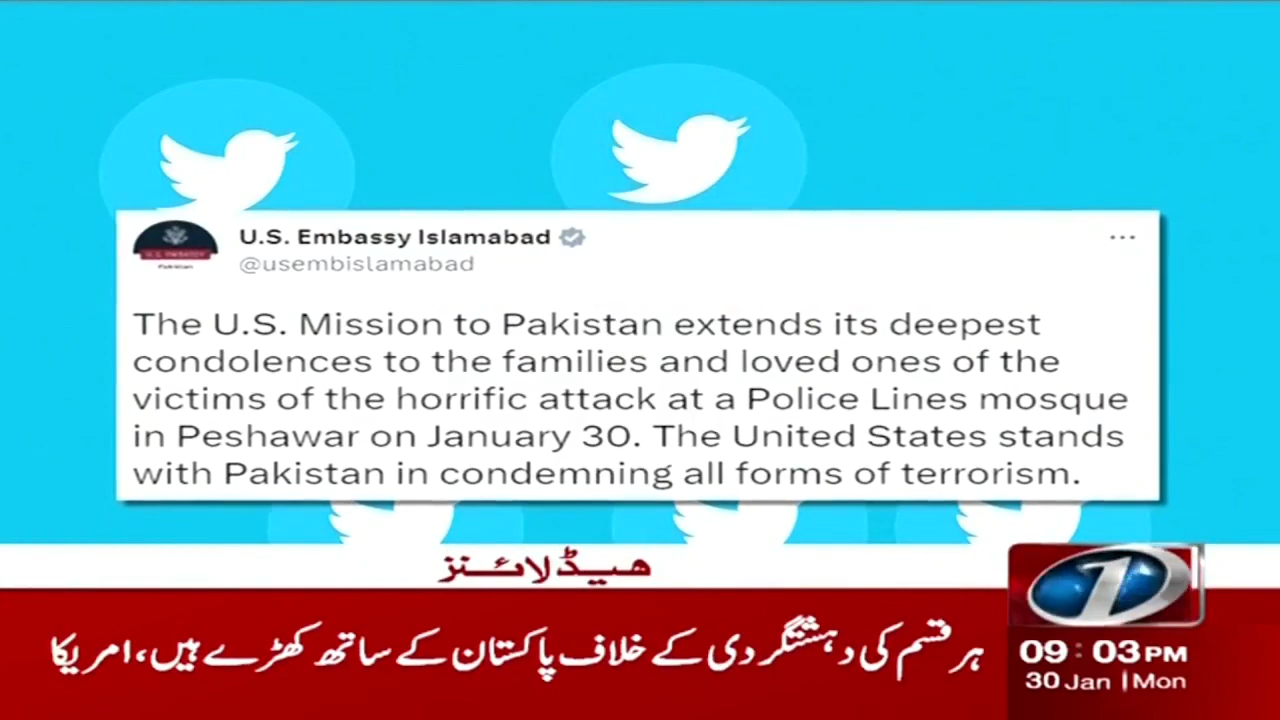 U.S. Embassy Islamabad
@usembislamabad
U.S. EMBASSY
Pakistan
The U.S. Mission to Pakistan extends its deepest
condolences to the families and loved ones of the
victims of the horrific attack at a Police Lines mosque
in Peshawar on January 30. The United States stands
with Pakistan in condemning all forms of terrorism.
ہیڈلائنز
ہر قسم کی دہشتگردی کے خلاف پاکستان کے ساتھ کھڑے ہیں، امریکا
1
09:03PM
30 Jan | Mon